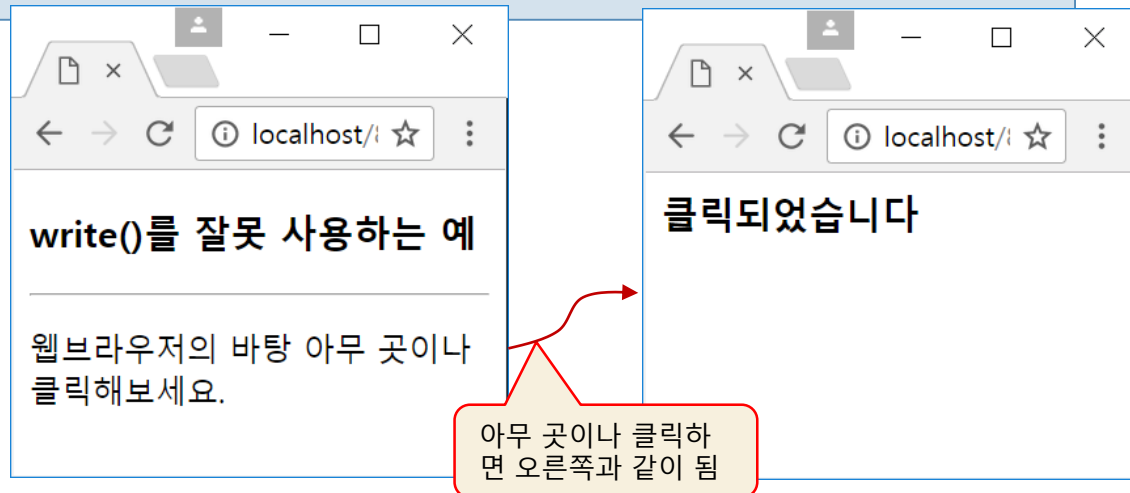 localhost/8
write()를 잘못 사용하는 예
웹브라우저의 바탕 아무 곳이나
클릭해보세요.
localhost/8
클릭되었습니다
아무 곳이나 클릭하
면 오른쪽과 같이 됨